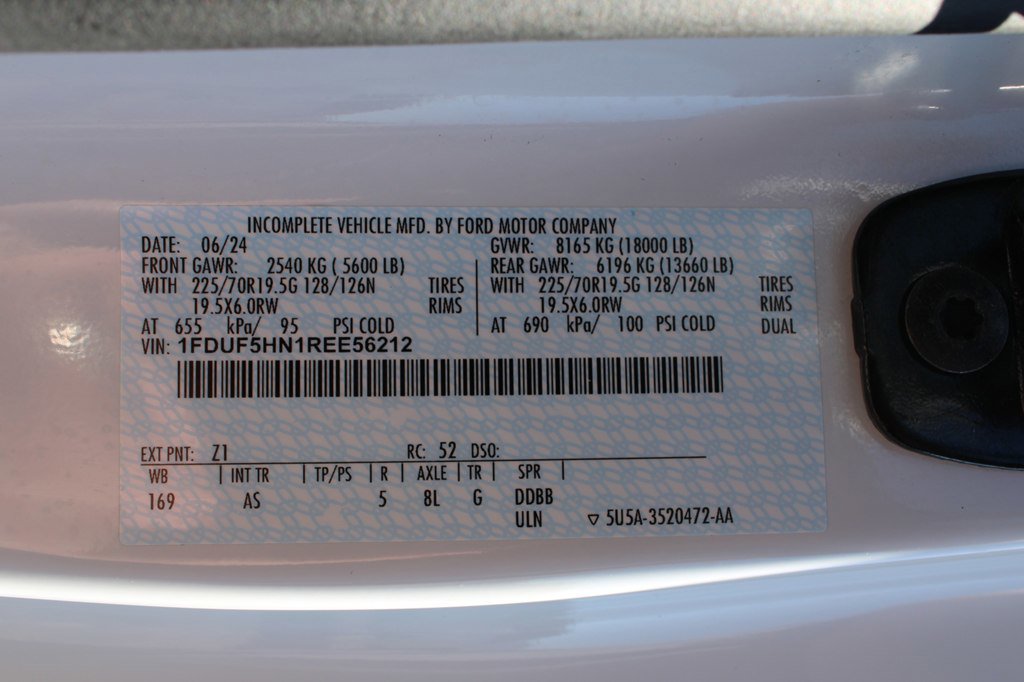 INCOMPLETE VEHICLE MFD. BY FORD MOTOR COMPANY
DATE: 06/24 GVWR: 8165 KG (18000 LB)
FRONT GAWR: 2540 KG ( 5600 LB) REAR GAWR: 6196 KG (13660 LB)
WITH 225/70R19.5G 128/126N TIRES WITH 225/70R19.5G 128/126N TIRES
19.5X6.0RW RIMS 19.5X6.0RW RIMS
AT 655 kPa/ 95 PSI COLD AT 690 kPa/ 100 PSI COLD DUAL
VIN: 1FDUF5HN1REE56212
EXT PNT: Z1 RC: 52 DSO:
WB INT TR TP/PS R AXLE TR SPR
169 AS 5 8L G DDBB
ULN ▽ 5U5A-3520472-AA